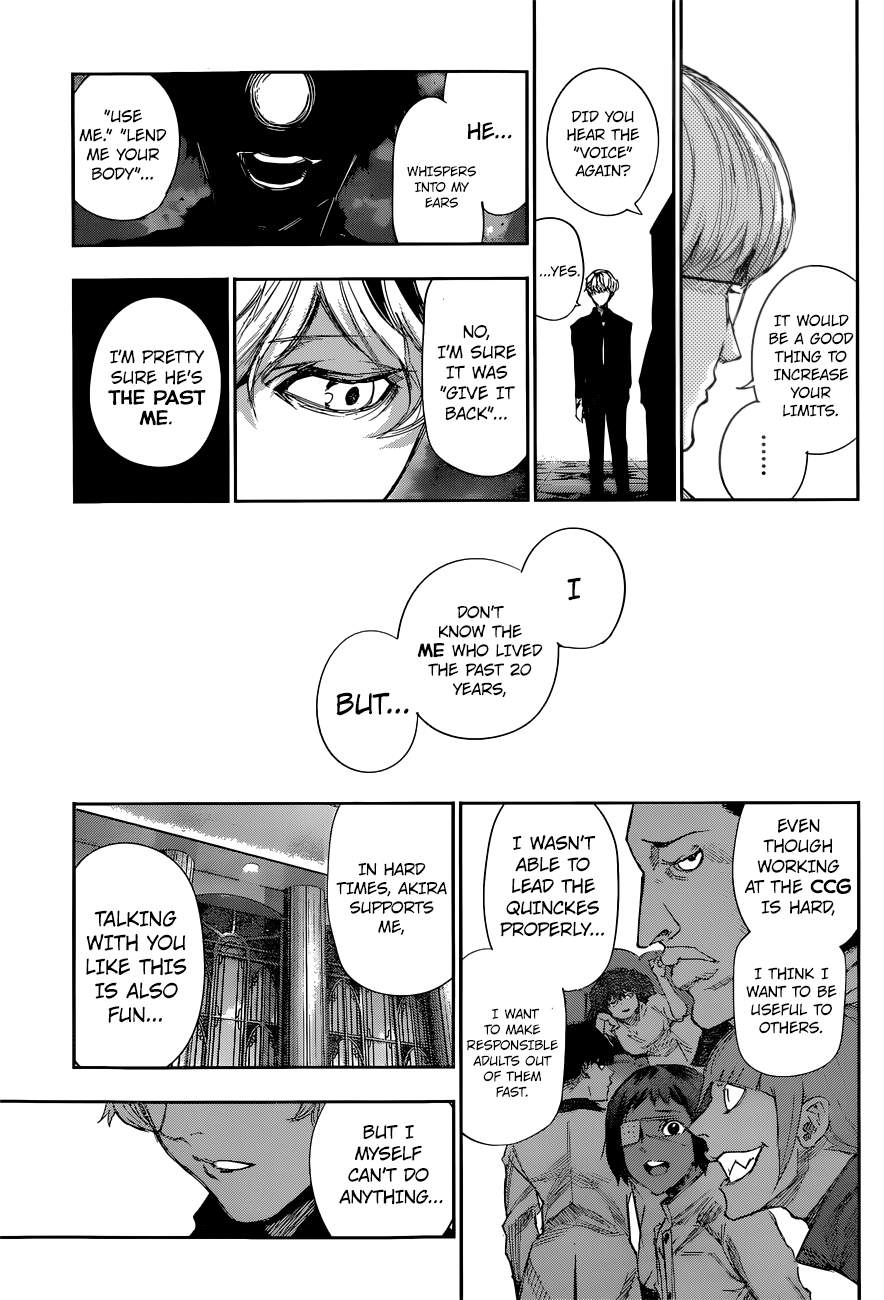 IT WOULD
BE A GOOD
THING TO
INCREASE
YOUR
LIMITS.
........
DID YOU
HEAR THE
"VOICE"
AGAIN?
...YES.
HE...
WHISPERS
INTO MY
EARS
"USE
ME." "LEND
ME YOUR
BODY"...
NO,
I'M SURE
IT WAS
"GIVE IT
BACK"...
I'M PRETTY
SURE HE'S
THE PAST
ME.
I
DON'T
KNOW THE
ME WHO LIVED
THE PAST 20
YEARS,
BUT...
EVEN
THOUGH
WORKING
AT THE CCG
IS HARD,
I THINK I
WANT TO BE
USEFUL TO
OTHERS.
I WASN'T
ABLE TO
LEAD THE
QUINCKES
PROPERLY...
I WANT
TO MAKE
RESPONSIBLE
ADULTS OUT
OF THEM
FAST.
IN HARD
TIMES, AKIRA
SUPPORTS
ME,
TALKING
WITH YOU
LIKE THIS
IS ALSO
FUN...
BUT I
MYSELF
CAN'T DO
ANYTHING...